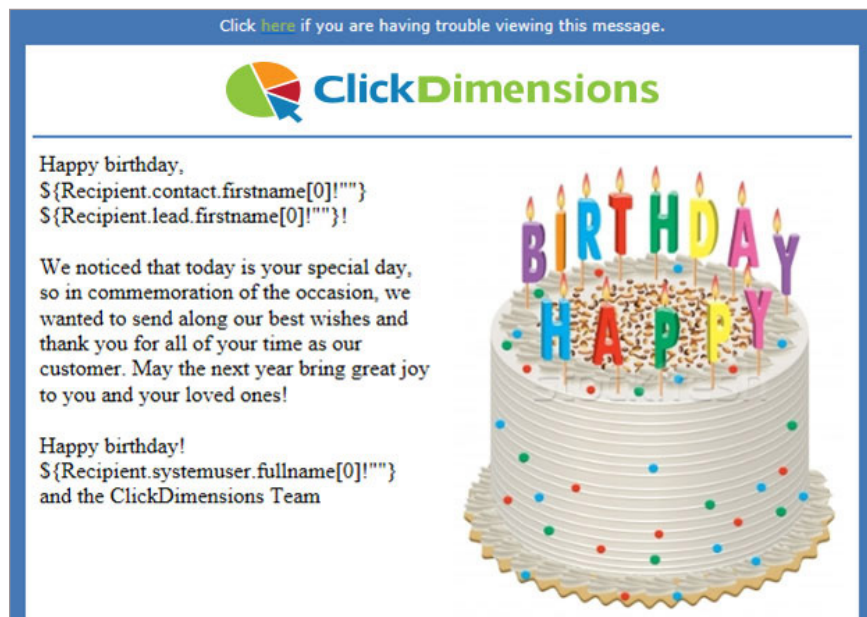 Click here if you are having trouble viewing this message.
ClickDimensions
Happy birthday,
${Recipient.contact.firstname[0]!""}
${Recipient.lead.firstname[0]!""}!
We noticed that today is your special day,
so in commemoration of the occasion, we
wanted to send along our best wishes and
thank you for all of your time as our
customer. May the next year bring great joy
to you and your loved ones!
Happy birthday!
${Recipient.systemuser.fullname[0]!""}
and the ClickDimensions Team
BIRTHDAY
HAPPY